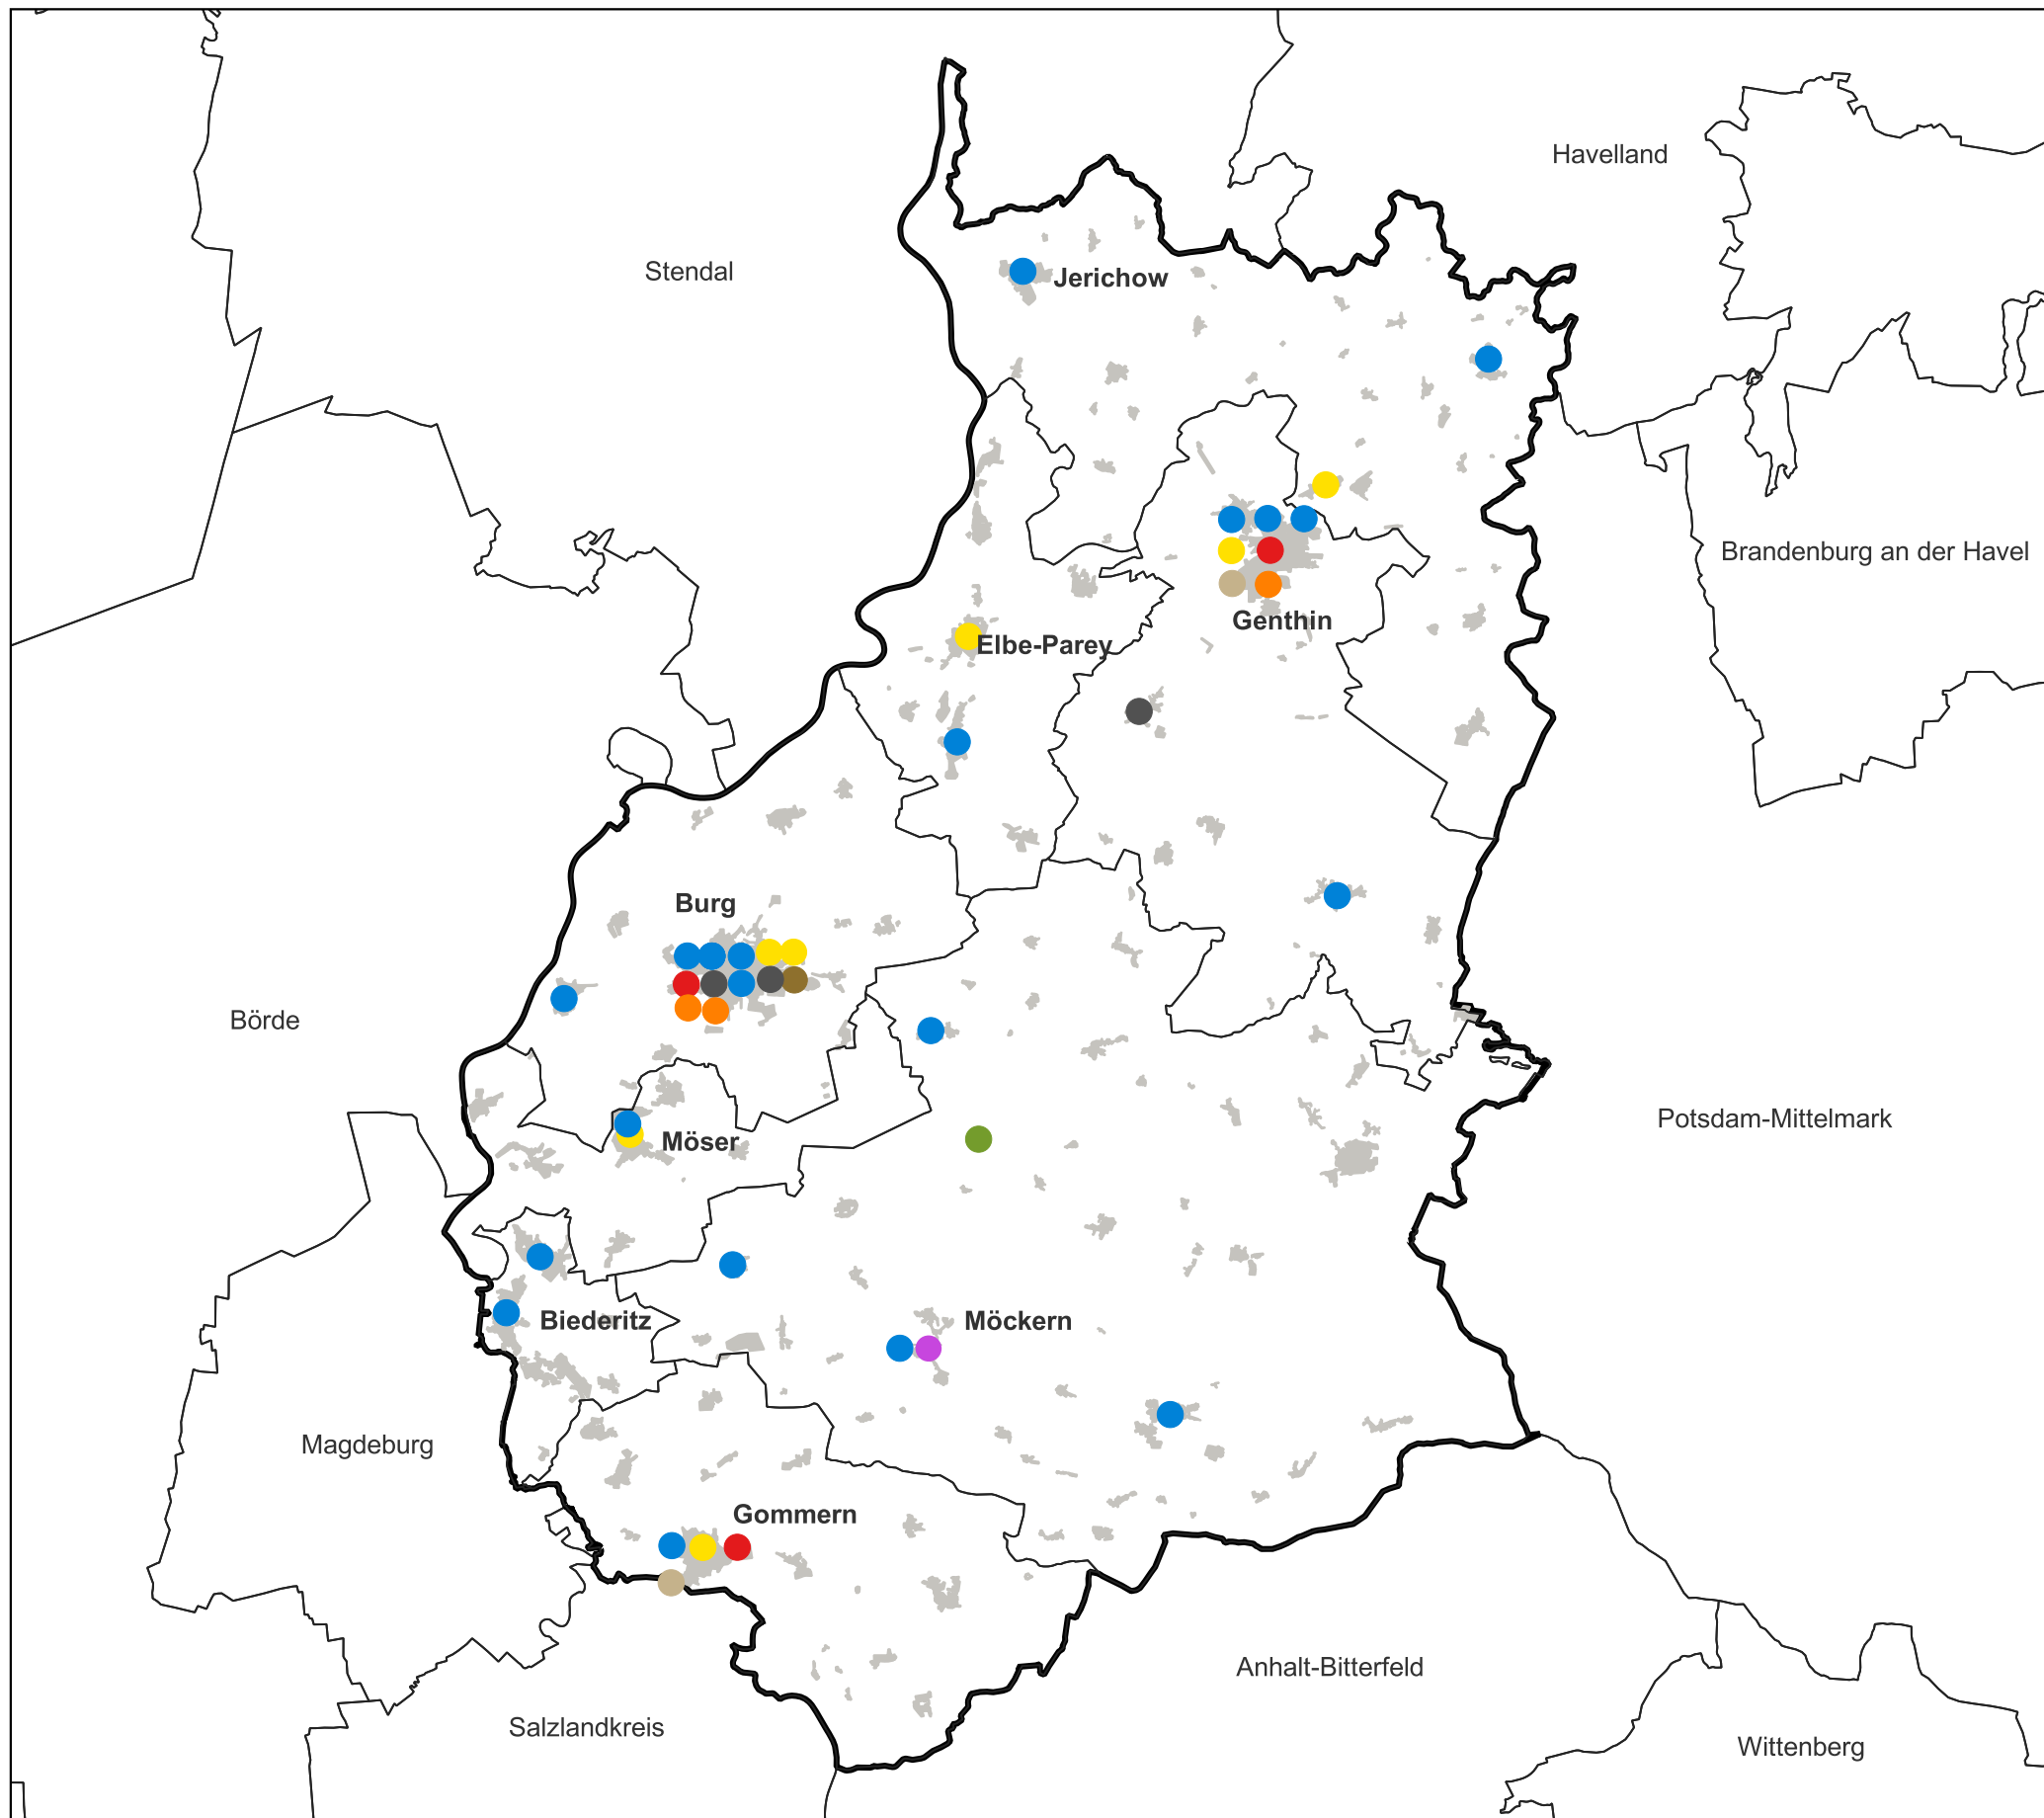 Havelland
Stendal
Jerichow
Brandenburg an der Havel
Genthin
Elbe-Parey
Burg
Börde
Potsdam-Mittelmark
Möser
Biederitz
Möckern
Magdeburg
Gommern
Anhalt-Bitterfeld
Salzlandkreis
Wittenberg